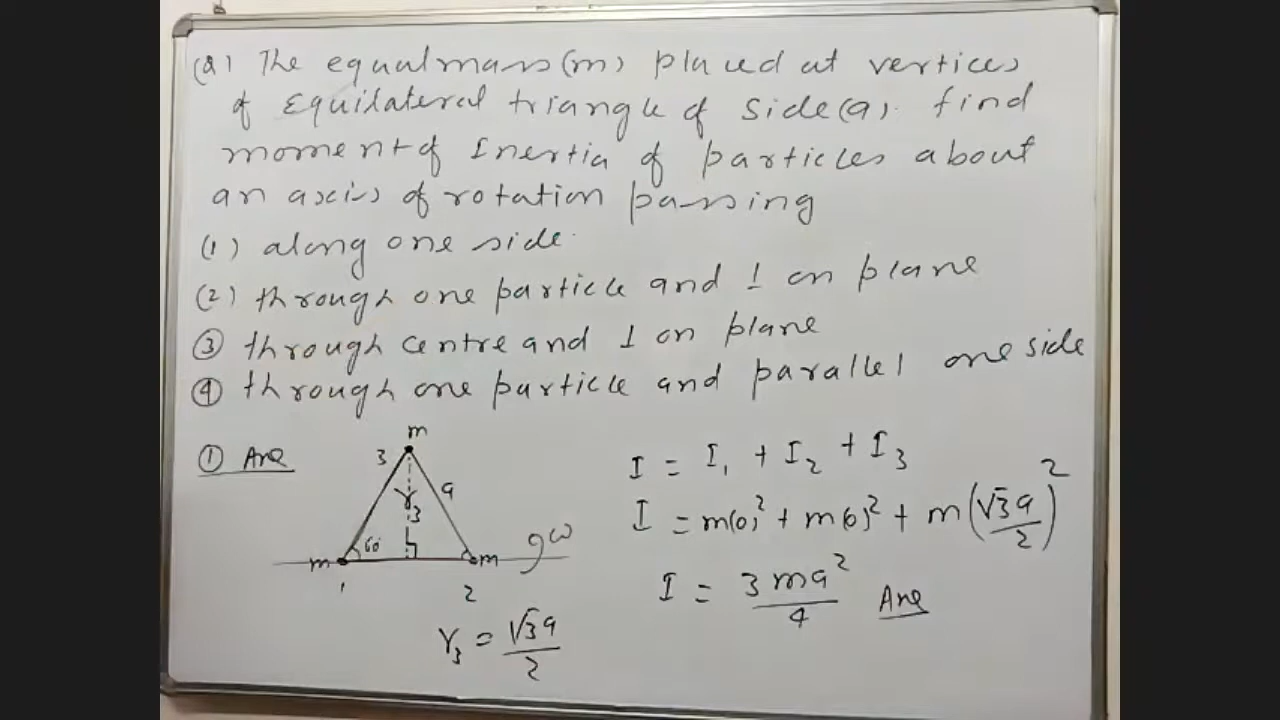 (Q) The equal mass (m) placed at vertices
of Equilateral triangle of side (a). find
moment of Inertia of particles about
an axis of rotation passing
(1) along one side.
(2) through one particle and ⊥ on plane
③ through centre and ⊥ on plane
④ through one particle and parallel one side
① Ans
m
3
r₃
a
60°
m
m
ω
1
2
r₃ = √3a/2
I = I₁ + I₂ + I₃
I = m(0)² + m(0)² + m(√3a/2)²
I = 3ma²/4 Ans